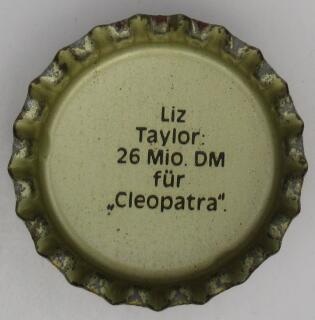 Liz
Taylor:
26 Mio. DM
für
„Cleopatra“